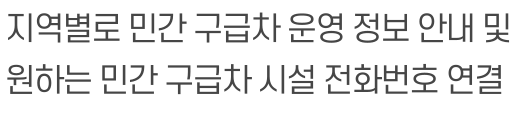 지역별로 민간 구급차 운영 정보 안내 및
원하는 민간 구급차 시설 전화번호 연결